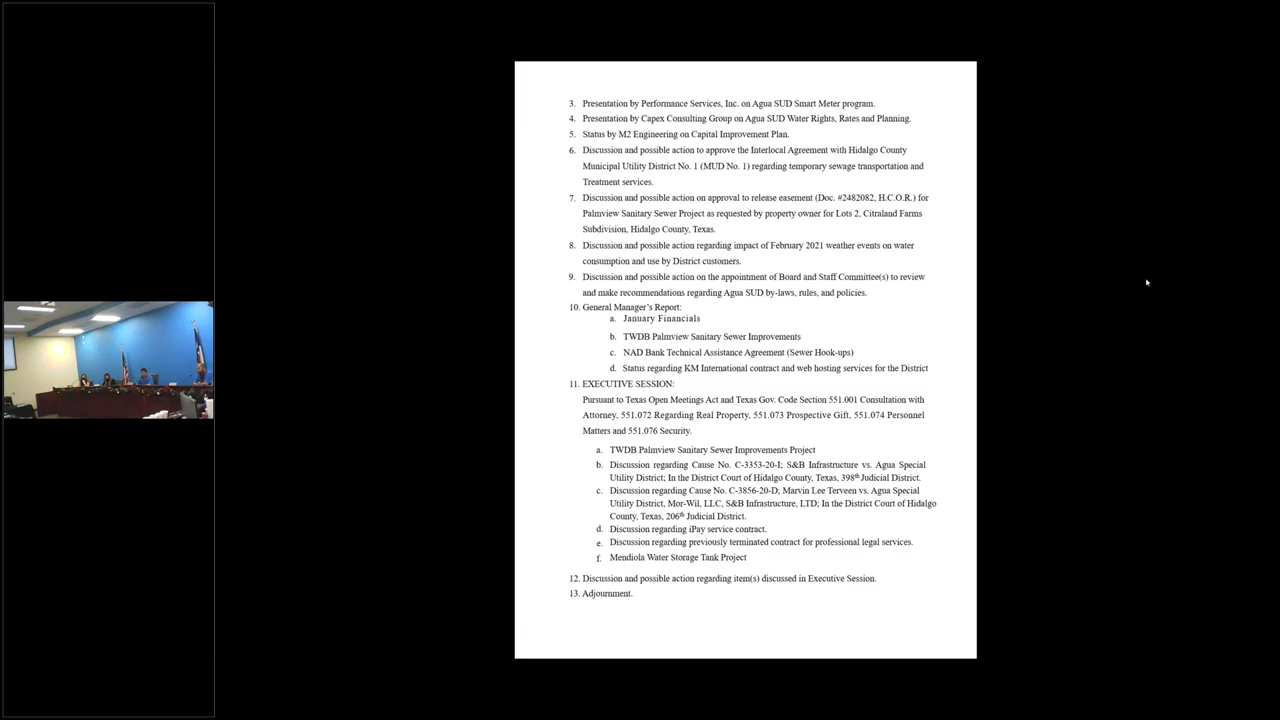 3. Presentation by Performance Services, Inc. on Agua SUD Smart Meter program.
4. Presentation by Capex Consulting Group on Agua SUD Water Rights, Rates and Planning.
5. Status by M2 Engineering on Capital Improvement Plan.
6. Discussion and possible action to approve the Interlocal Agreement with Hidalgo County
Municipal Utility District No. 1 (MUD No. 1) regarding temporary sewage transportation and
Treatment services.
7. Discussion and possible action on approval to release easement (Doc. #2482082, H.C.O.R.) for
Palmview Sanitary Sewer Project as requested by property owner for Lots 2, Citraland Farms
Subdivision, Hidalgo County, Texas.
8. Discussion and possible action regarding impact of February 2021 weather events on water
consumption and use by District customers.
9. Discussion and possible action on the appointment of Board and Staff Committee(s) to review
and make recommendations regarding Agua SUD by-laws, rules, and policies.
10. General Manager’s Report:
a. January Financials
b. TWDB Palmview Sanitary Sewer Improvements
c. NAD Bank Technical Assistance Agreement (Sewer Hook-ups)
d. Status regarding KM International contract and web hosting services for the District
11. EXECUTIVE SESSION:
Pursuant to Texas Open Meetings Act and Texas Gov. Code Section 551.001 Consultation with
Attorney, 551.072 Regarding Real Property, 551.073 Prospective Gift, 551.074 Personnel
Matters and 551.076 Security.
a. TWDB Palmview Sanitary Sewer Improvements Project
b. Discussion regarding Cause No. C-3353-20-I; S&B Infrastructure vs. Agua Special
Utility District; In the District Court of Hidalgo County, Texas, 398th Judicial District.
c. Discussion regarding Cause No. C-3856-20-D; Marvin Lee Terveen vs. Agua Special
Utility District, Mor-Wil, LLC, S&B Infrastructure, LTD; In the District Court of Hidalgo
County, Texas, 206th Judicial District.
d. Discussion regarding iPay service contract.
e. Discussion regarding previously terminated contract for professional legal services.
f. Mendiola Water Storage Tank Project
12. Discussion and possible action regarding item(s) discussed in Executive Session.
13. Adjournment.